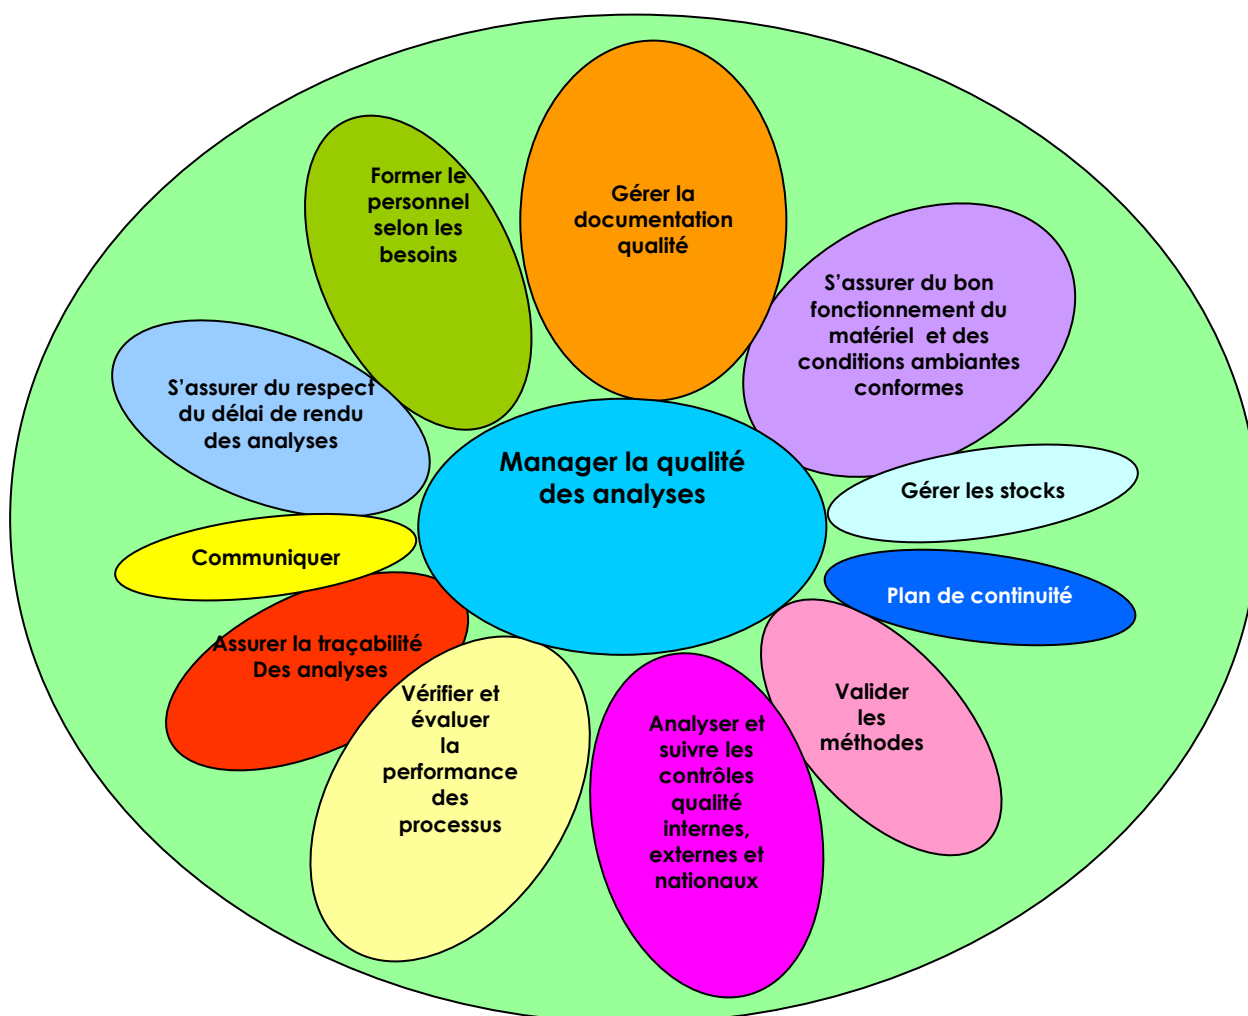 Former le
personnel
selon les
besoins
Gérer la
documentation
qualité
S'assurer du bon
fonctionnement du
matériel  et des
conditions ambiantes
conformes
S'assurer du respect
du délai de rendu
des analyses
Manager la qualité
des analyses
Gérer les stocks
Communiquer
Plan de continuité
Assurer la traçabilité
Des analyses
Vérifier et
évaluer
la
performance
des
processus
Analyser et
suivre les
contrôles
qualité
internes,
externes et
nationaux
Valider
les
méthodes